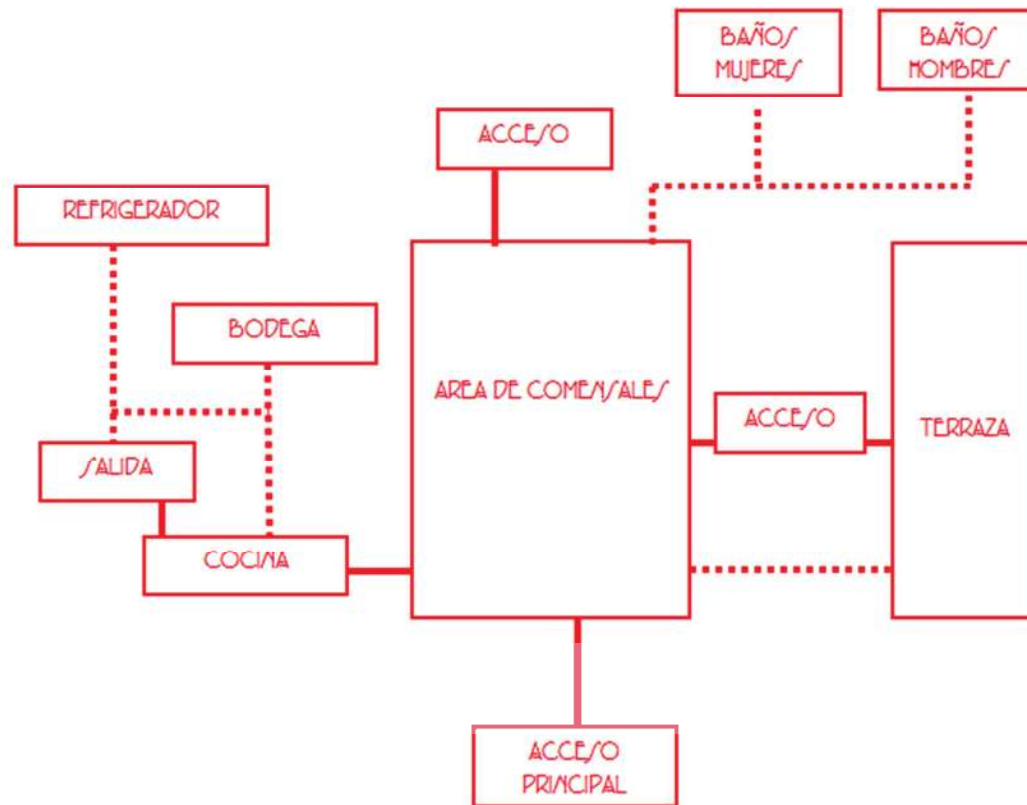 BAÑOS
MUJERES
BAÑOS
HOMBRES
ACCESO
REFRIGERADOR
BODEGA
AREA DE COMENSALES
ACCESO
TERRAZA
SALIDA
COCINA
ACCESO
PRINCIPAL